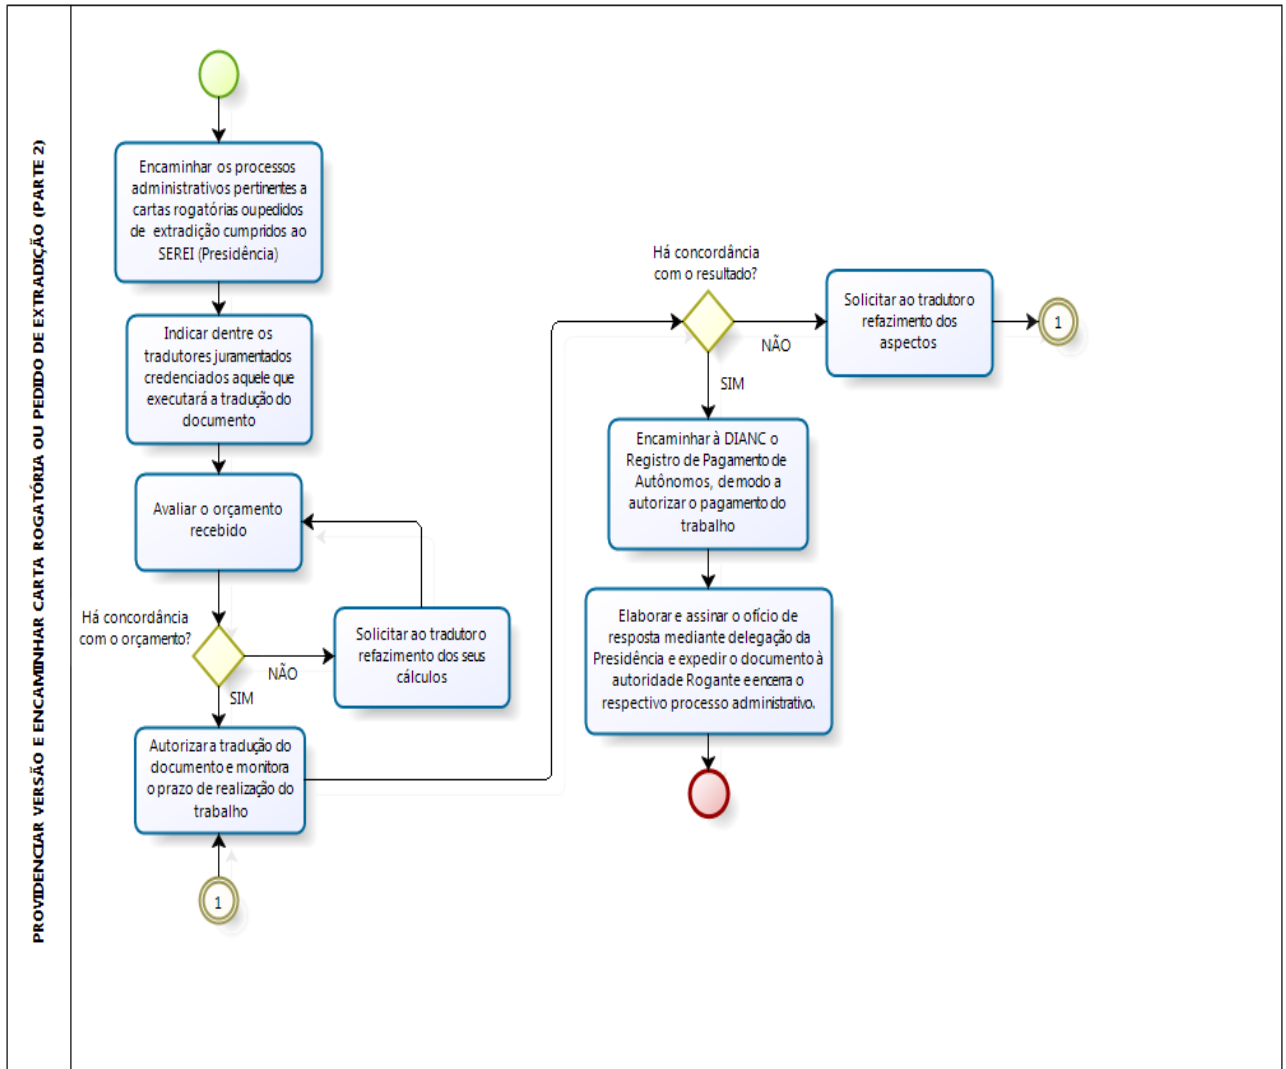 PROVIDENCIAR VERSÃO E ENCAMINHAR CARTA ROGATÓRIA OU PEDIDO DE EXTRADIÇÃO (PARTE 2)
Encaminhar os processos
administrativos pertinentes a
cartas rogatórias ou pedidos
de extradição cumpridos ao
SEREI (Presidência)
Indicar dentre os
tradutores juramentados
credenciados aquele que
executará a tradução do
documento
Avaliar o orçamento
recebido
Há concordância
com o orçamento?
NÃO
SIM
Solicitar ao tradutor o
refazimento dos seus
cálculos
Autorizar a tradução do
documento e monitora
o prazo de realização do
trabalho
1
Há concordância
com o resultado?
NÃO
SIM
Solicitar ao tradutor o
refazimento dos
aspectos
1
Encaminhar à DIANC o
Registro de Pagamento de
Autônomos, de modo a
autorizar o pagamento do
trabalho
Elaborar e assinar o ofício de
resposta mediante delegação da
Presidência e expedir o documento à
autoridade Rogante e encerra o
respectivo processo administrativo.